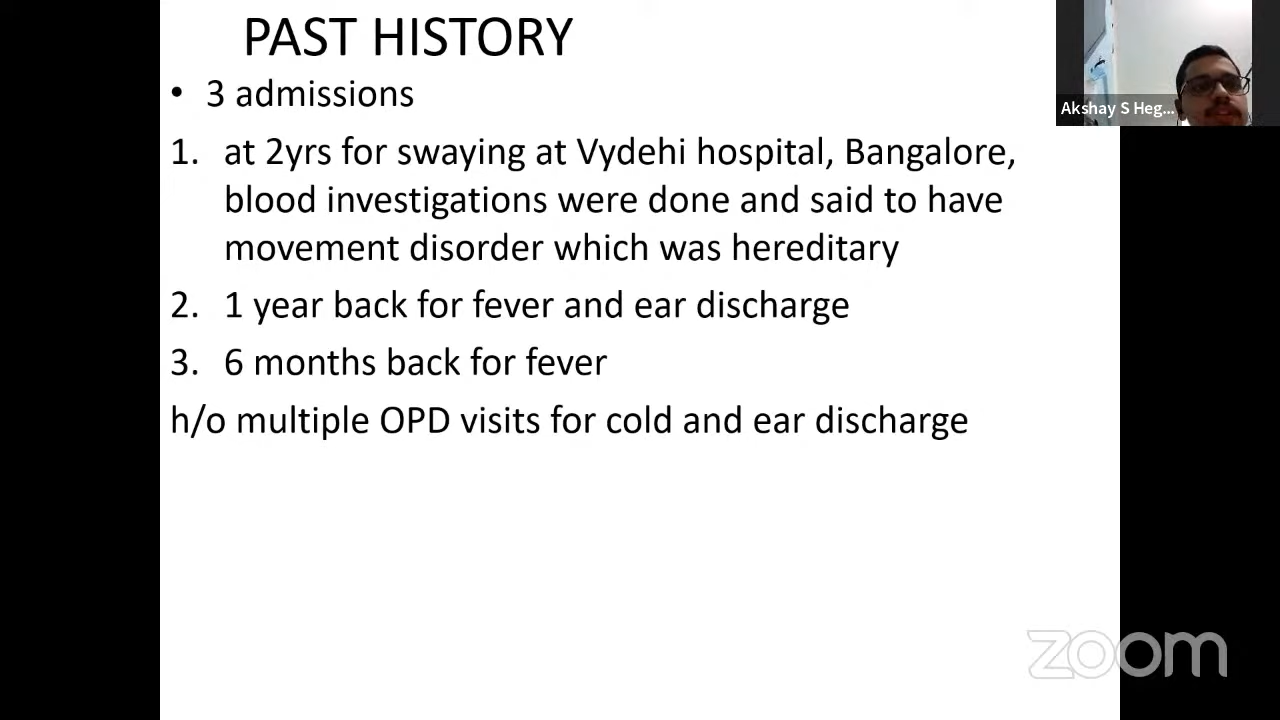 PAST HISTORY
• 3 admissions
1. at 2yrs for swaying at Vydehi hospital, Bangalore,
blood investigations were done and said to have
movement disorder which was hereditary
2. 1 year back for fever and ear discharge
3. 6 months back for fever
h/o multiple OPD visits for cold and ear discharge
Akshay S Heg...
zoom